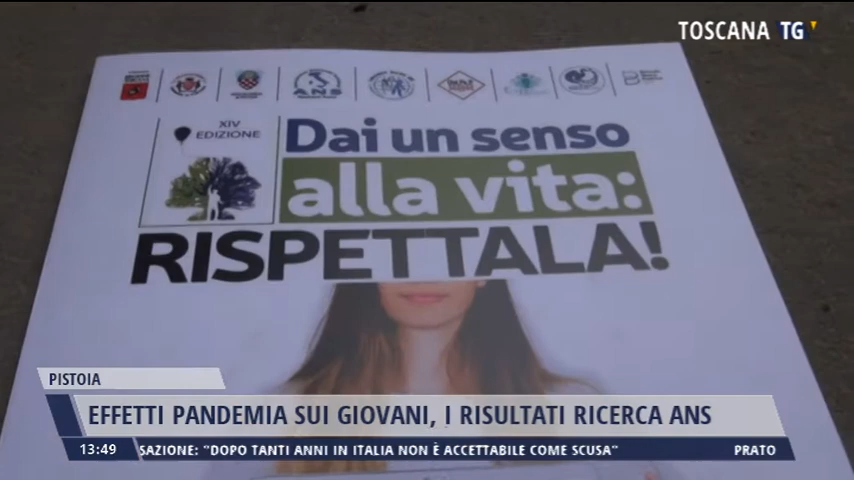 TOSCANA TG
ANS
XIV
EDIZIONE
Dai un senso
alla vita:
RISPETTALA!
PISTOIA
EFFETTI PANDEMIA SUI GIOVANI, I RISULTATI RICERCA ANS
13:49
SAZIONE: "DOPO TANTI ANNI IN ITALIA NON È ACCETTABILE COME SCUSA"
PRATO